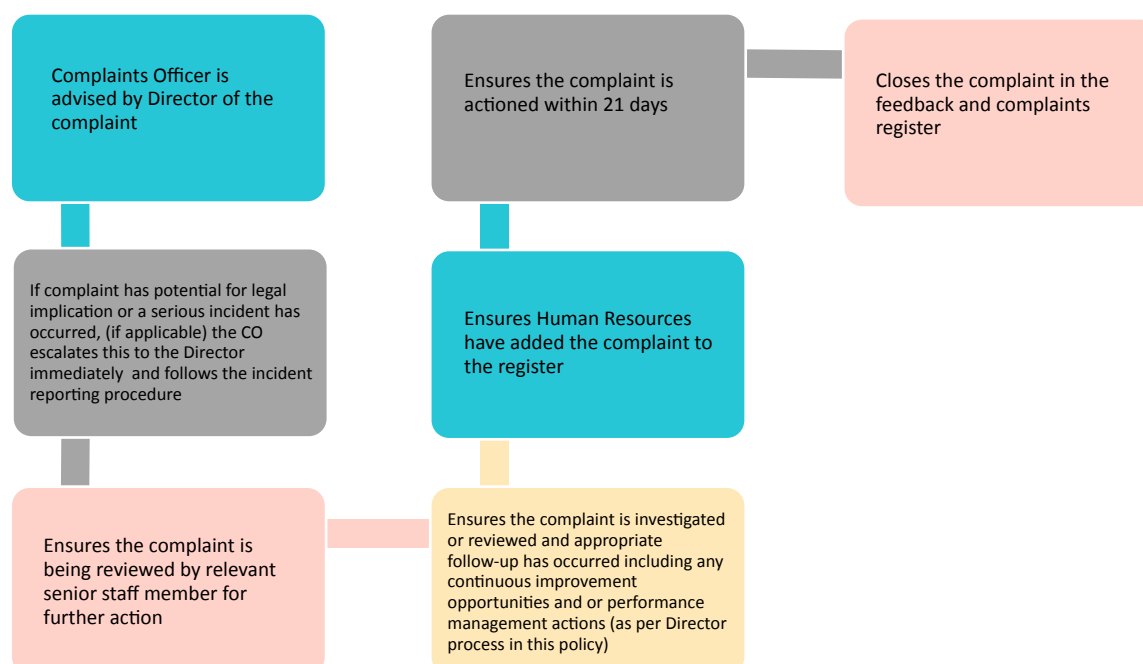 Complaints Officer is
advised by Director of the
complaint
If complaint has potential for legal
implication or a serious incident has
occurred, (if applicable) the CO
escalates this to the Director
immediately  and follows the incident
reporting procedure
Ensures the complaint is
being reviewed by relevant
senior staff member for
further action
Ensures the complaint is investigated
or reviewed and appropriate
follow-up has occurred including any
continuous improvement
opportunities and or performance
management actions (as per Director
process in this policy)
Ensures Human Resources
have added the complaint to
the register
Ensures the complaint is
actioned within 21 days
Closes the complaint in the
feedback and complaints
register